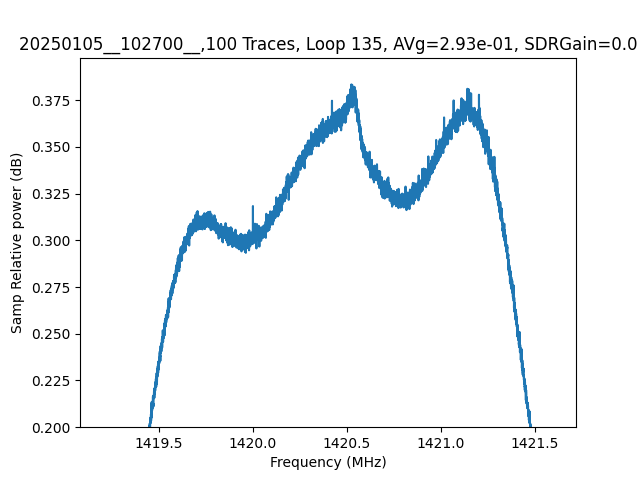 20250105__102700__,100 Traces, Loop 135, AVg=2.93e-01, SDRGain=0.0
Samp Relative power (dB)
0.375
0.350
0.325
0.300
0.275
0.250
0.225
0.200
1419.5 1420.0 1420.5 1421.0 1421.5
Frequency (MHz)